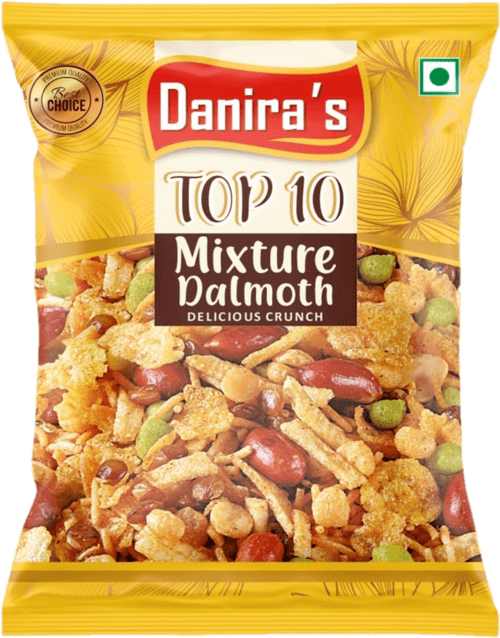 PREMIUM QUALITY
Best
CHOICE
PREMIUM QUALITY
Danira's
TOP 10
Mixture
Dalmoth
DELICIOUS CRUNCH